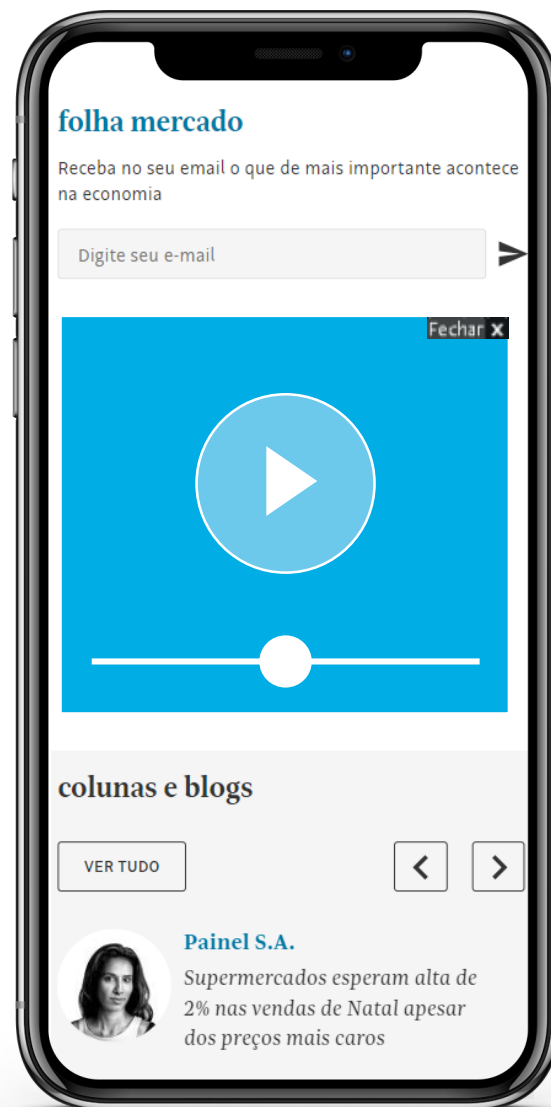 folha mercado
Receba no seu email o que de mais importante acontece
na economia
Digite seu e-mail
Fechar x
colunas e blogs
VER TUDO
Painel S.A.
Supermercados esperam alta de
2% nas vendas de Natal apesar
dos preços mais caros